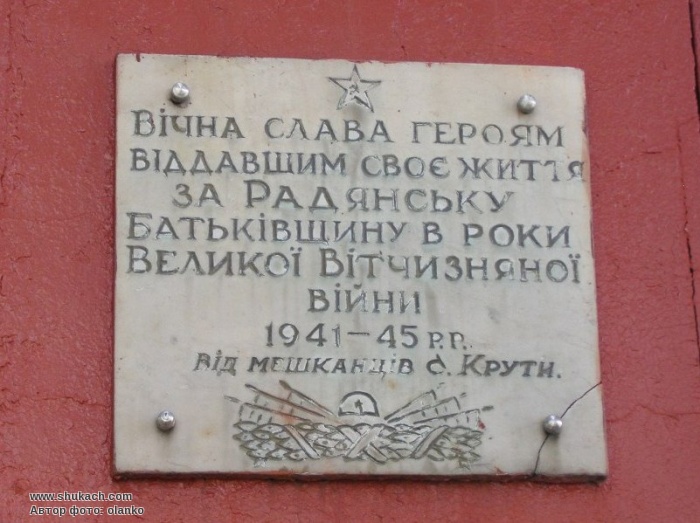 Вічна слава героям
віддавшим своє життя
за Радянську
Батьківщину в роки
Великої Вітчизняної
війни
1941–45 р.р.
від мешканців с. Крути.
www.shukach.com
Автор фото: olanko